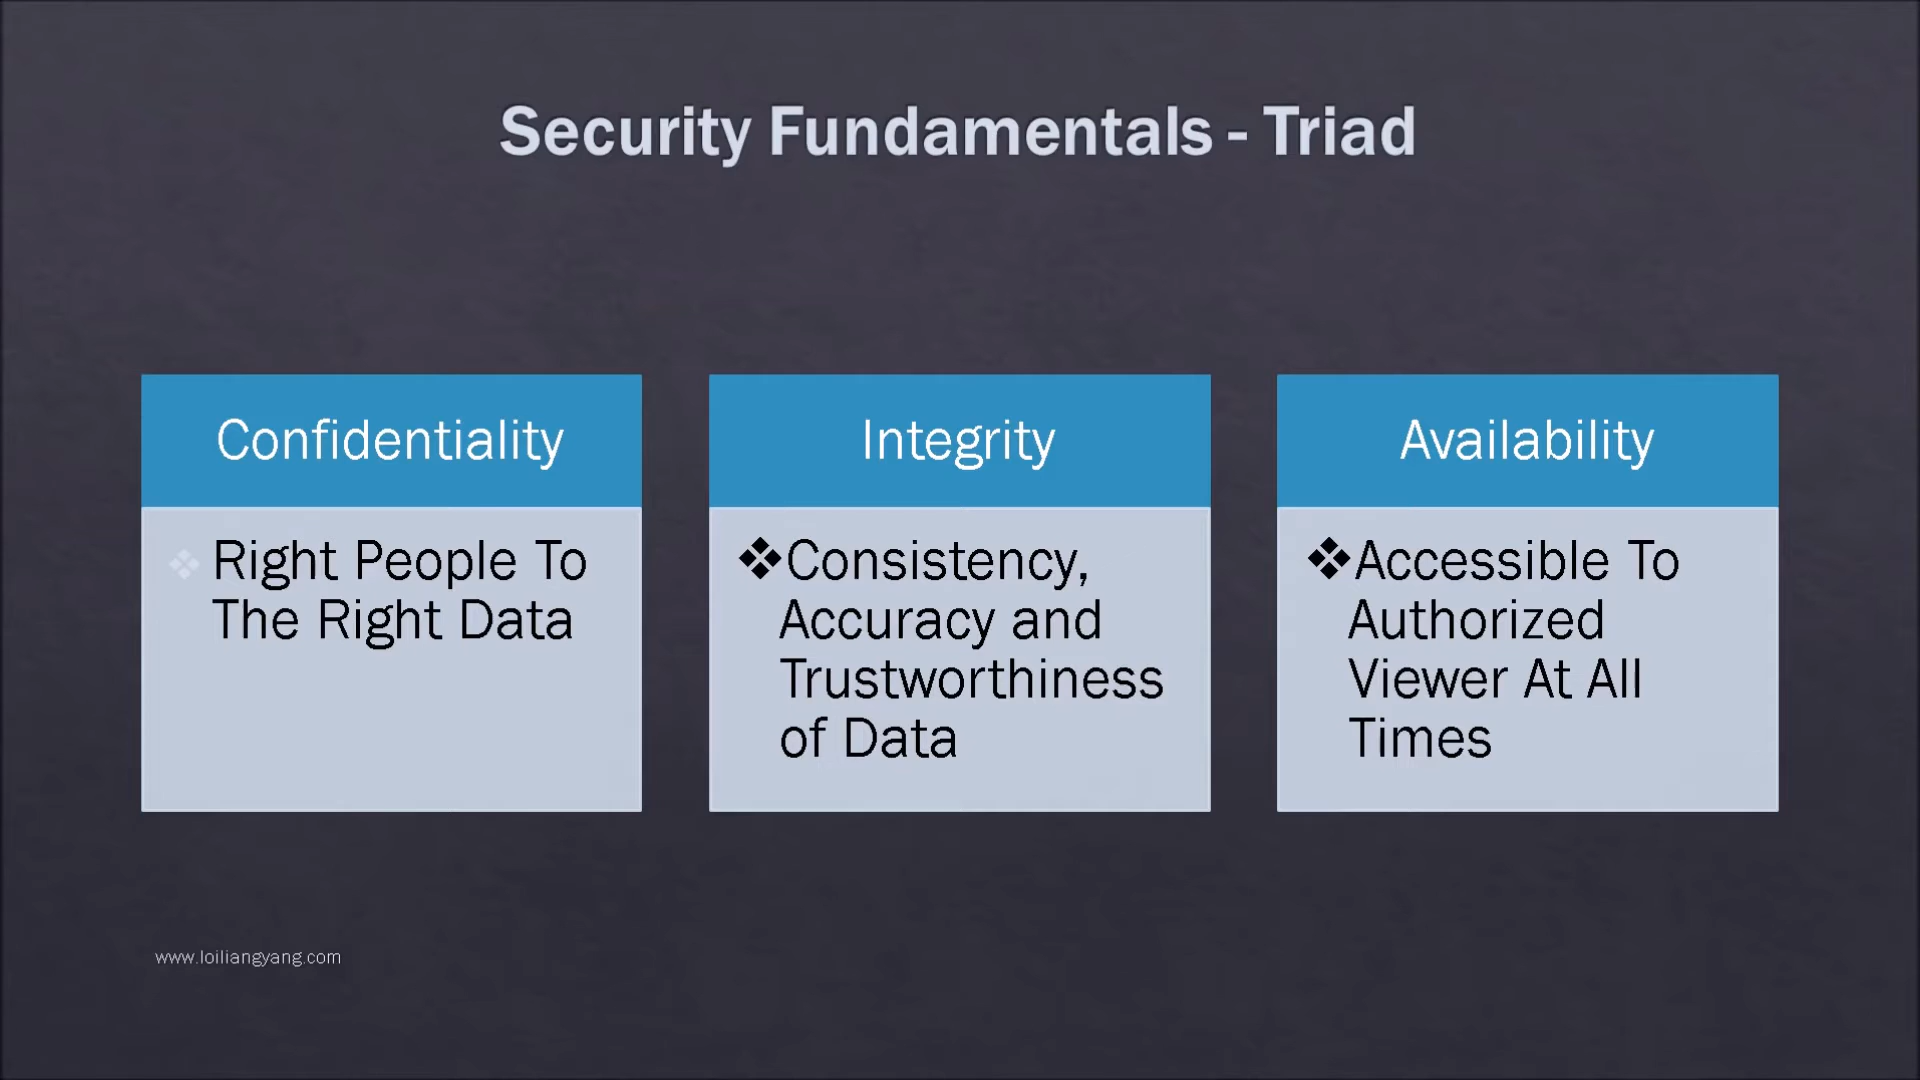 Security Fundamentals - Triad
Confidentiality
❖ Right People To
The Right Data
Integrity
❖Consistency,
Accuracy and
Trustworthiness
of Data
Availability
❖Accessible To
Authorized
Viewer At All
Times
www.loiliangyang.com